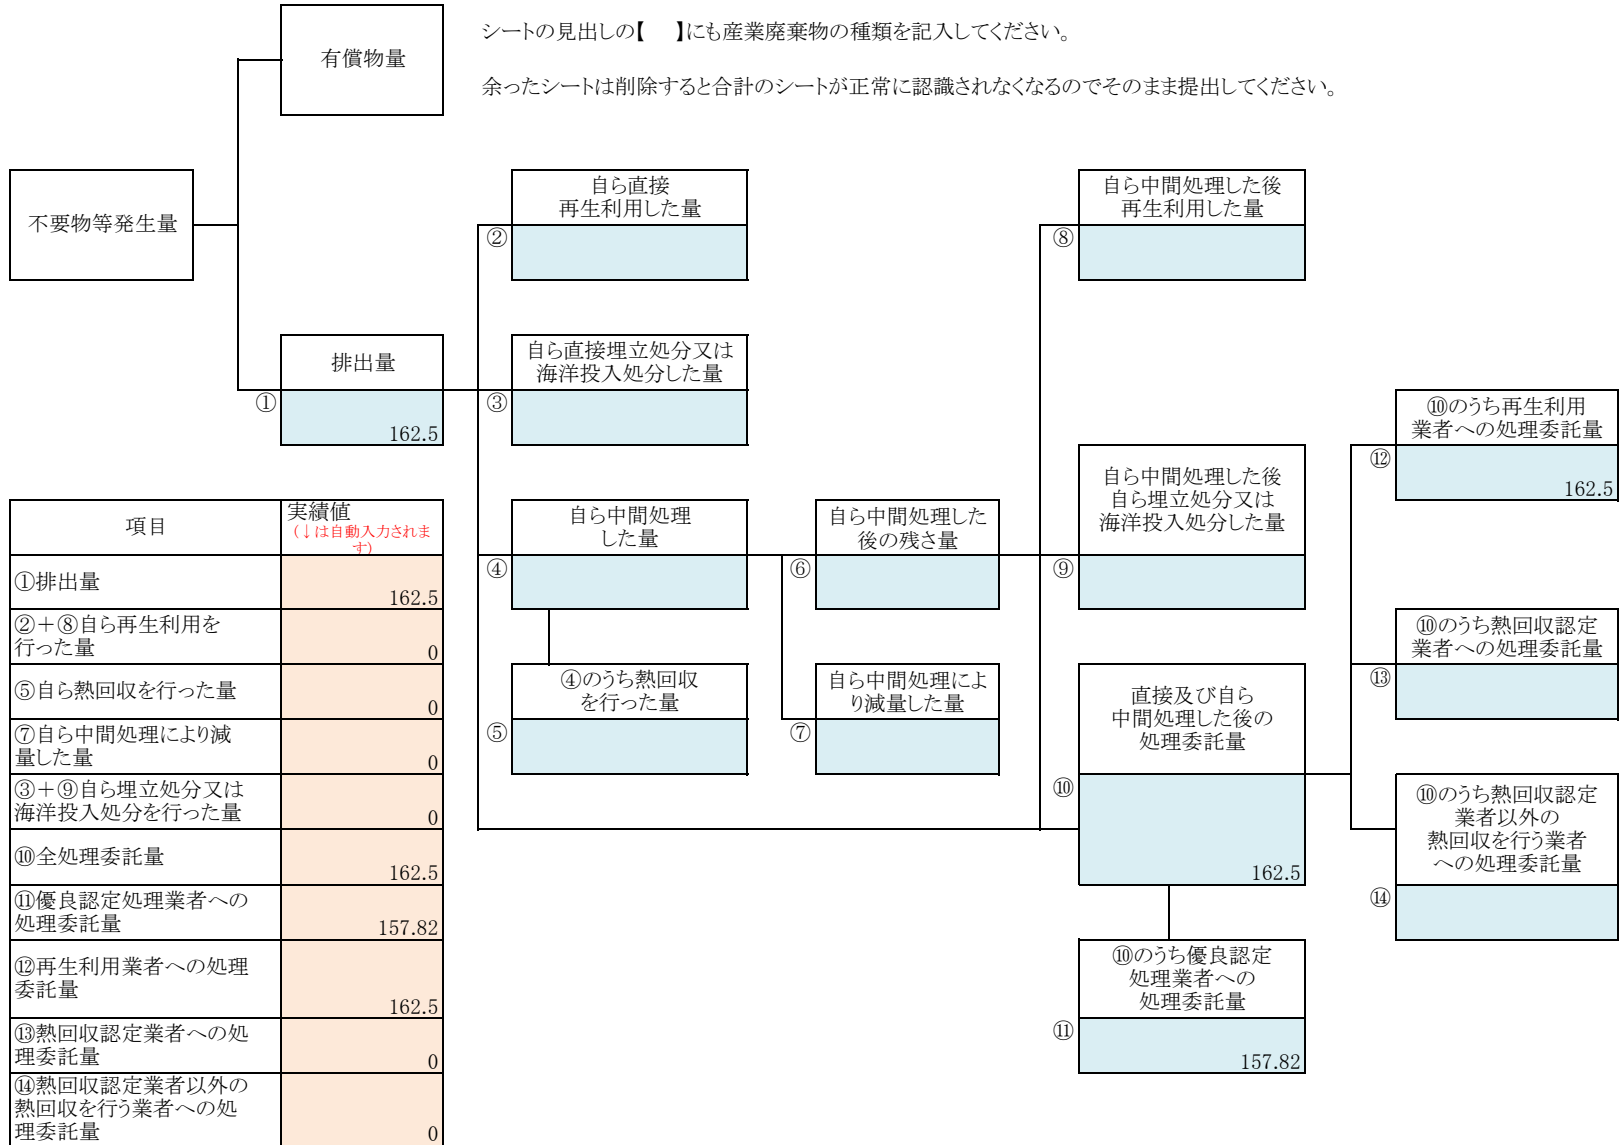 有償物量
シートの見出しの【　】にも産業廃棄物の種類を記入してください。
余ったシートは削除すると合計のシートが正常に認識されなくなるのでそのまま提出してください。
不要物等発生量
自ら直接
再生利用した量
②
自ら中間処理した後
再生利用した量
⑧
排出量
①
162.5
自ら直接埋立処分又は
海洋投入処分した量
③
⑩のうち再生利用
業者への処理委託量
⑫
162.5
自ら中間処理した後
自ら埋立処分又は
海洋投入処分した量
⑨
自ら中間処理
した量
④
自ら中間処理した
後の残さ量
⑥
⑩のうち熱回収認定
業者への処理委託量
⑬
④のうち熱回収
を行った量
⑤
自ら中間処理によ
り減量した量
⑦
直接及び自ら
中間処理した後の
処理委託量
⑩
162.5
⑩のうち熱回収認定
業者以外の
熱回収を行う業者
への処理委託量
⑭
⑩のうち優良認定
処理業者への
処理委託量
⑪
157.82
項目
実績値
(↓は自動入力されま
す)
①排出量
162.5
②＋⑧自ら再生利用を
行った量
0
⑤自ら熱回収を行った量
0
⑦自ら中間処理により減
量した量
0
③＋⑨自ら埋立処分又は
海洋投入処分を行った量
0
⑩全処理委託量
162.5
⑪優良認定処理業者への
処理委託量
157.82
⑫再生利用業者への処理
委託量
162.5
⑬熱回収認定業者への処
理委託量
0
⑭熱回収認定業者以外の
熱回収を行う業者への処
理委託量
0